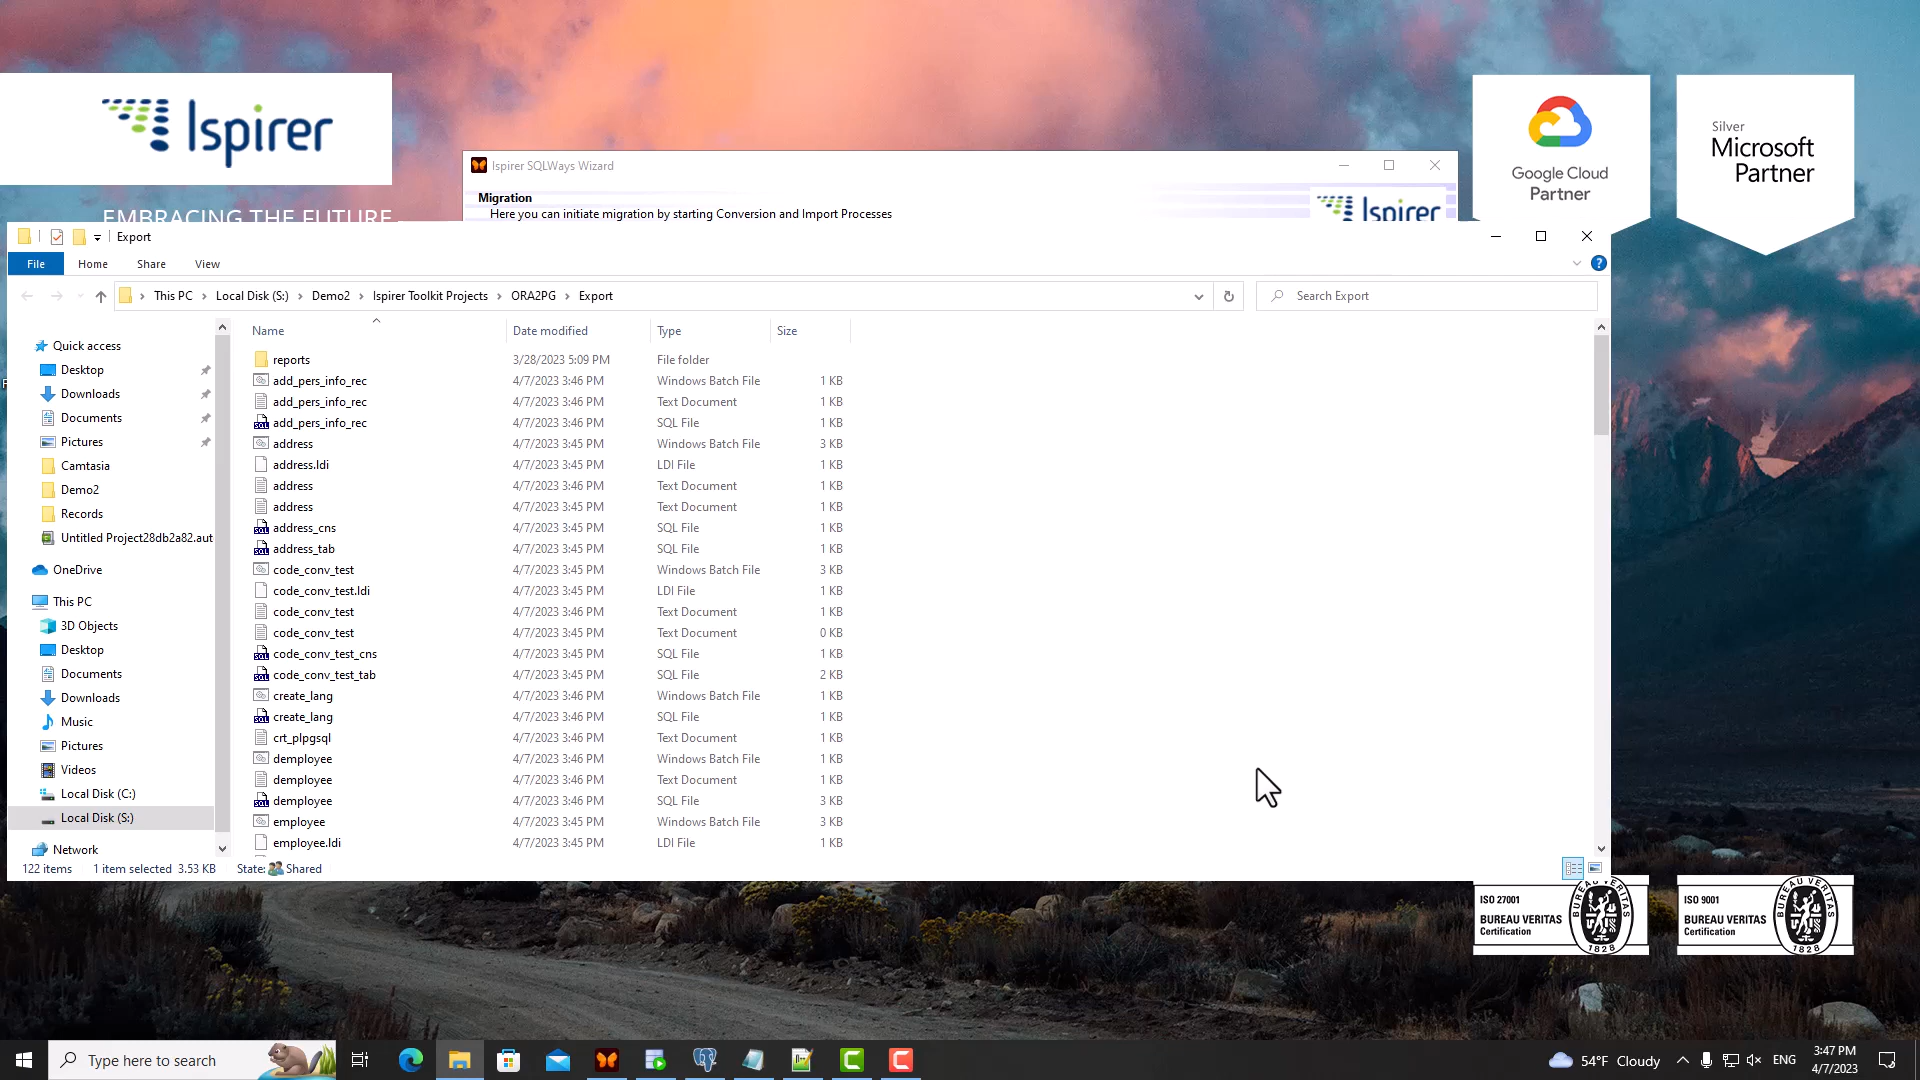 Ispirer
EMBRACING THE FUTURE
Ispirer SQLWays Wizard
Migration
Here you can initiate migration by starting Conversion and Import Processes
Ispirer
Google Cloud
Partner
Silver
Microsoft
Partner
Export
File Home Share View
This PC Local Disk (S:) Demo2 Ispirer Toolkit Projects ORA2PG Export
Search Export
Quick access
Desktop
Downloads
Documents
Pictures
Camtasia
Demo2
Records
Untitled Project28db2a82.aut
OneDrive
This PC
3D Objects
Desktop
Documents
Downloads
Music
Pictures
Videos
Local Disk (C:)
Local Disk (S:)
Network
Name Date modified Type Size
reports 3/28/2023 5:09 PM File folder
add_pers_info_rec 4/7/2023 3:46 PM Windows Batch File 1 KB
add_pers_info_rec 4/7/2023 3:46 PM Text Document 1 KB
add_pers_info_rec 4/7/2023 3:46 PM SQL File 1 KB
address 4/7/2023 3:45 PM Windows Batch File 3 KB
address.ldi 4/7/2023 3:45 PM LDI File 1 KB
address 4/7/2023 3:46 PM Text Document 1 KB
address 4/7/2023 3:45 PM Text Document 1 KB
address_cns 4/7/2023 3:45 PM SQL File 1 KB
address_tab 4/7/2023 3:45 PM SQL File 1 KB
code_conv_test 4/7/2023 3:45 PM Windows Batch File 3 KB
code_conv_test.ldi 4/7/2023 3:45 PM LDI File 1 KB
code_conv_test 4/7/2023 3:46 PM Text Document 1 KB
code_conv_test 4/7/2023 3:45 PM Text Document 0 KB
code_conv_test_cns 4/7/2023 3:45 PM SQL File 1 KB
code_conv_test_tab 4/7/2023 3:45 PM SQL File 2 KB
create_lang 4/7/2023 3:46 PM Windows Batch File 1 KB
create_lang 4/7/2023 3:46 PM SQL File 1 KB
crt_plpgsql 4/7/2023 3:46 PM Text Document 1 KB
demployee 4/7/2023 3:46 PM Windows Batch File 1 KB
demployee 4/7/2023 3:46 PM Text Document 1 KB
demployee 4/7/2023 3:46 PM SQL File 3 KB
employee 4/7/2023 3:45 PM Windows Batch File 3 KB
employee.ldi 4/7/2023 3:45 PM LDI File 1 KB
122 items 1 item selected 3.53 KB State: Shared
ISO 27001
BUREAU VERITAS
Certification
BUREAU VERITAS
1828
ISO 9001
BUREAU VERITAS
Certification
BUREAU VERITAS
1828
Type here to search
54°F Cloudy
ENG
3:47 PM
4/7/2023